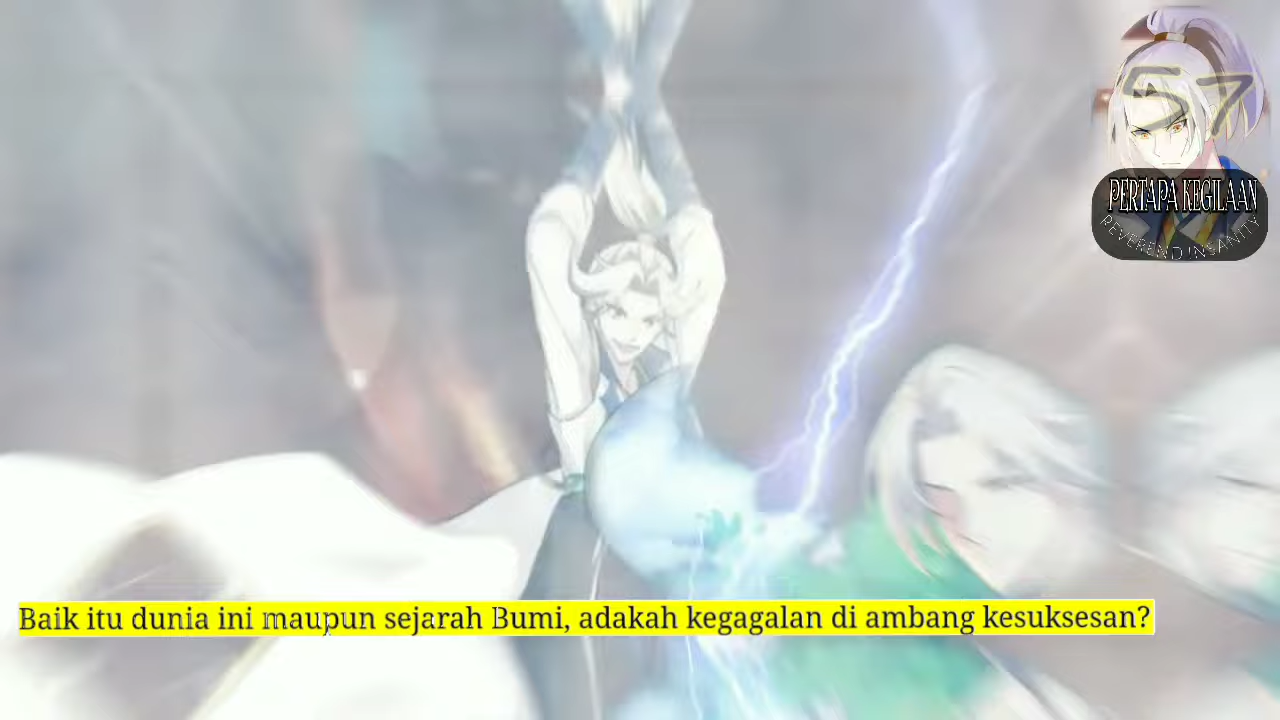 57
PERTAPA KEGILAAN
REVEREND INSANITY
Baik itu dunia ini maupun sejarah Bumi, adakah kegagalan di ambang kesuksesan?